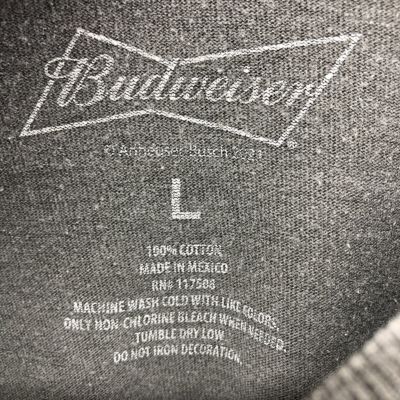 Budweiser®
© Anheuser-Busch 2021
L
100% COTTON
MADE IN MEXICO
RN# 117508
MACHINE WASH COLD WITH LIKE COLORS.
ONLY NON-CHLORINE BLEACH WHEN NEEDED.
TUMBLE DRY LOW
DO NOT IRON DECORATION.